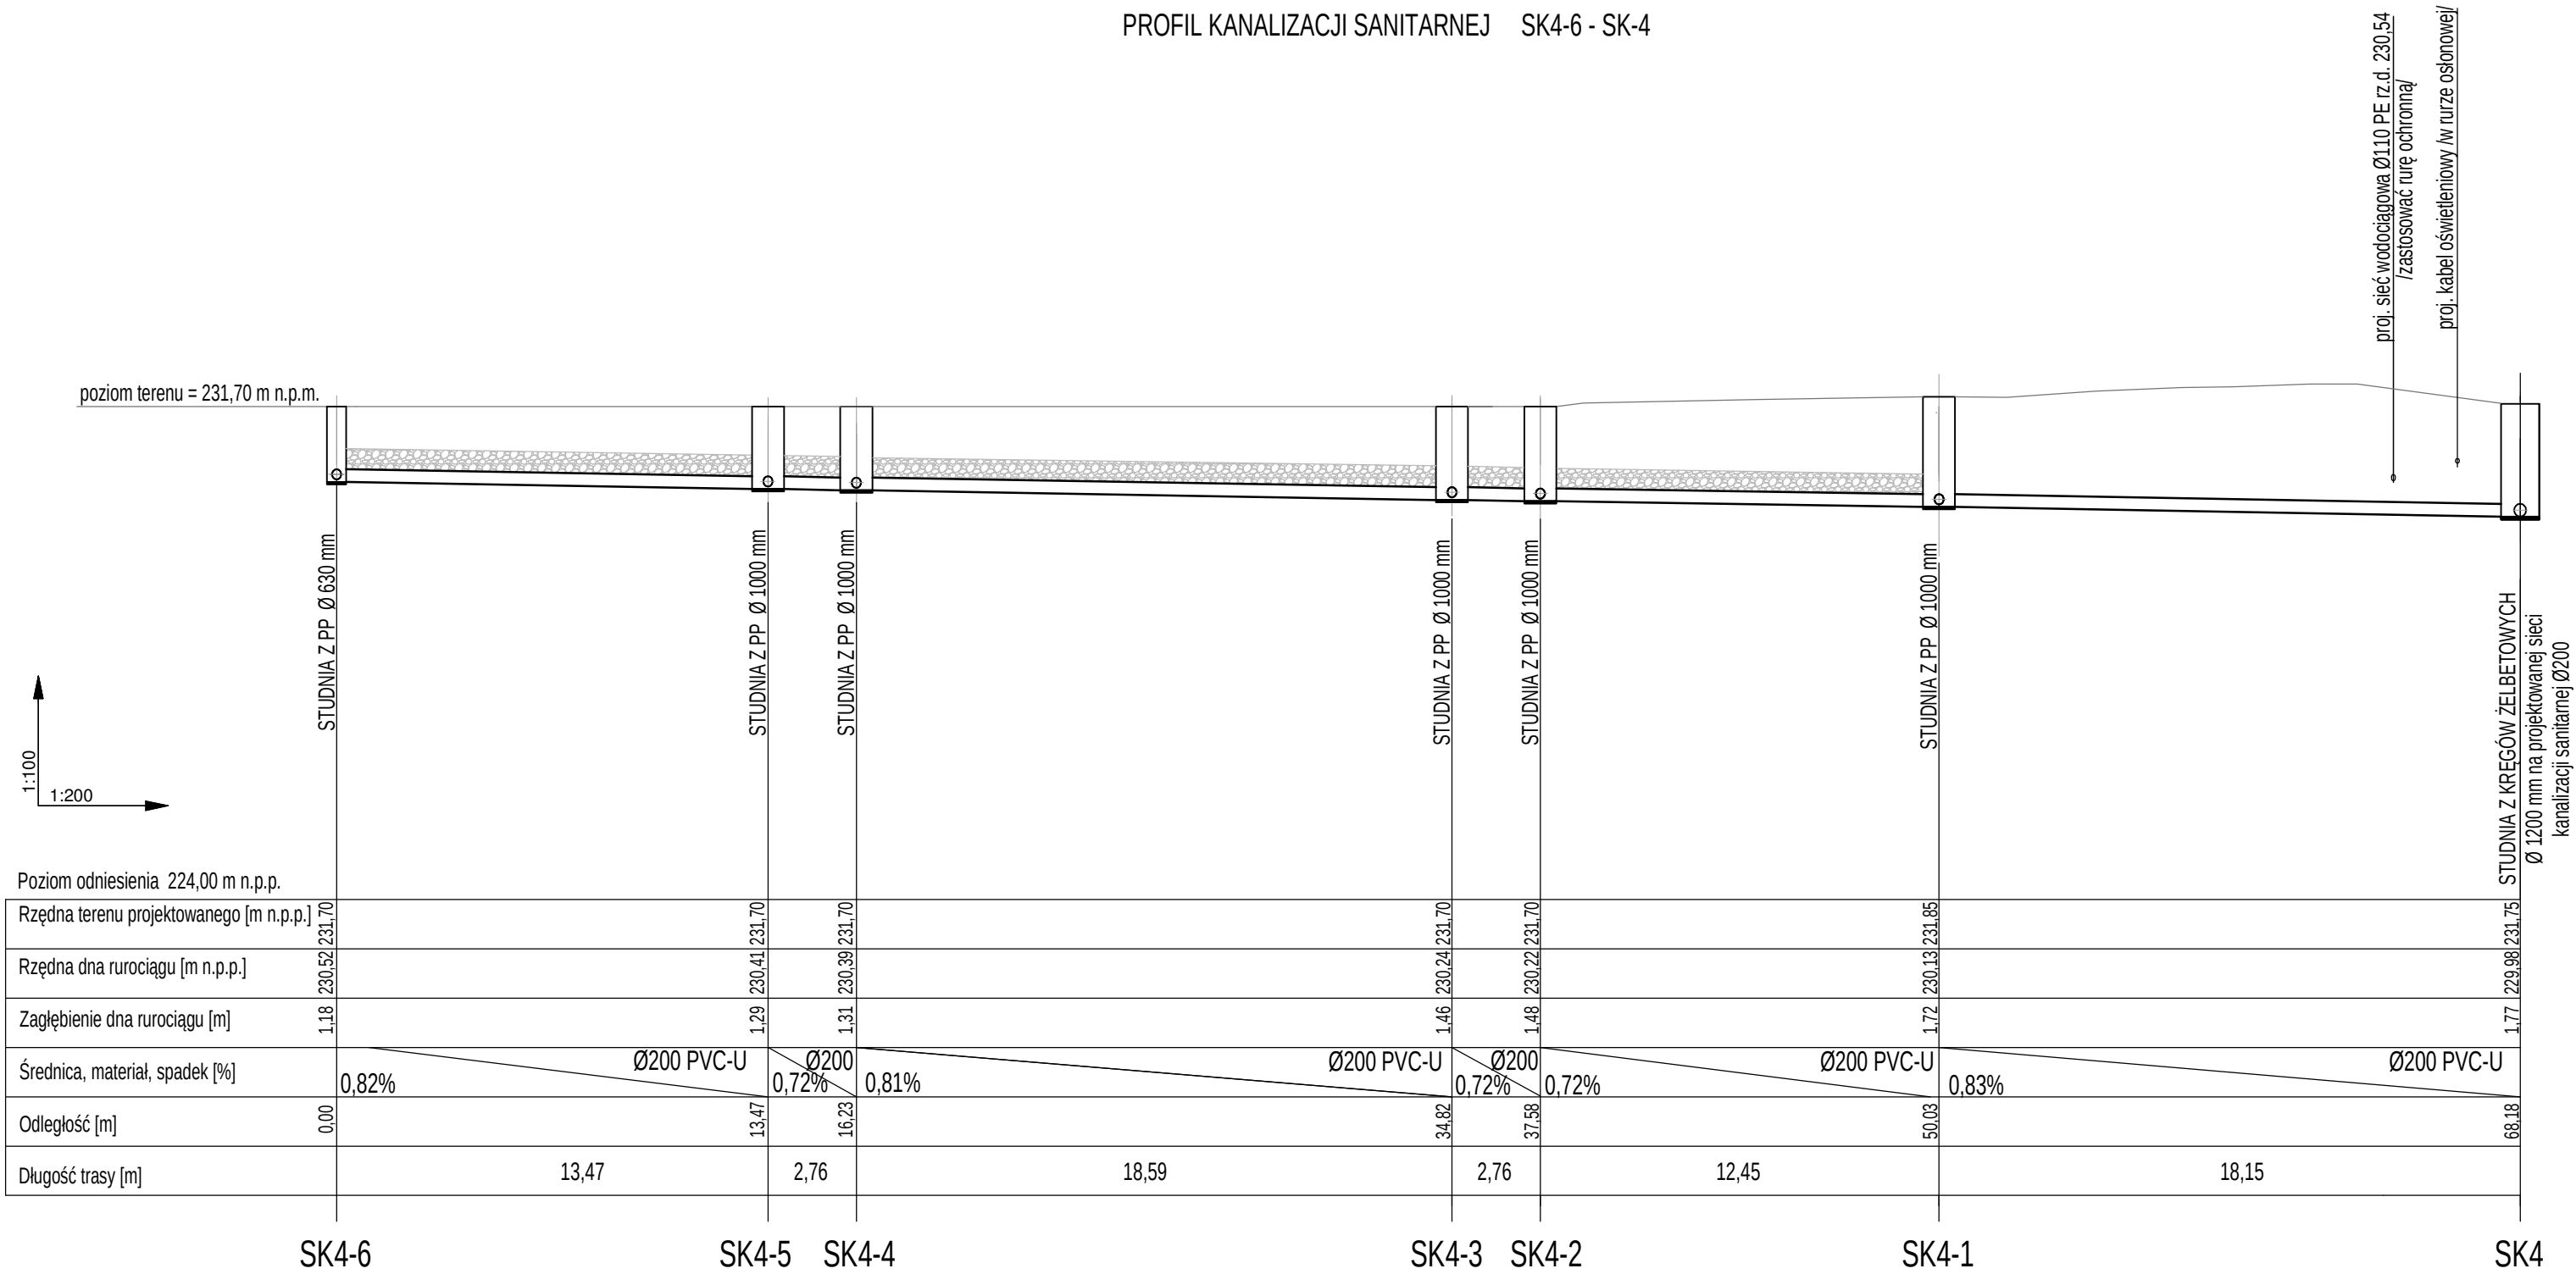 PROFIL KANALIZACJI SANITARNEJ SK4-6 - SK-4
proj. sieć wodociągowa Ø110 PE rz.d. 230,54
/zastosować rurę ochronną/
proj. kabel oświetleniowy /w rurze osłonowej/
poziom terenu = 231,70 m n.p.m.
STUDNIA Z PP Ø 630 mm
STUDNIA Z PP Ø 1000 mm
STUDNIA Z PP Ø 1000 mm
STUDNIA Z PP Ø 1000 mm
STUDNIA Z PP Ø 1000 mm
STUDNIA Z PP Ø 1000 mm
STUDNIA Z KRĘGÓW ŻELBETOWYCH
Ø 1200 mm na projektowanej sieci
kanalizacji sanitarnej Ø200
1:100
1:200
Poziom odniesienia 224,00 m n.p.p.
Rzędna terenu projektowanego [m n.p.p.] 231,70 231,70 231,70 231,70 231,70 231,85 231,75
Rzędna dna rurociągu [m n.p.p.] 230,52 230,41 230,39 230,24 230,22 230,13 229,98
Zagłębienie dna rurociągu [m] 1,18 1,29 1,31 1,46 1,48 1,72 1,77
Średnica, materiał, spadek [%]
Ø200 PVC-U Ø200 Ø200 PVC-U Ø200 Ø200 PVC-U Ø200 PVC-U
0,82% 0,72% 0,81% 0,72% 0,72% 0,83%
Odległość [m] 0,00 13,47 16,23 34,82 37,58 50,03 68,18
Długość trasy [m] 13,47 2,76 18,59 2,76 12,45 18,15
SK4-6 SK4-5 SK4-4 SK4-3 SK4-2 SK4-1 SK4